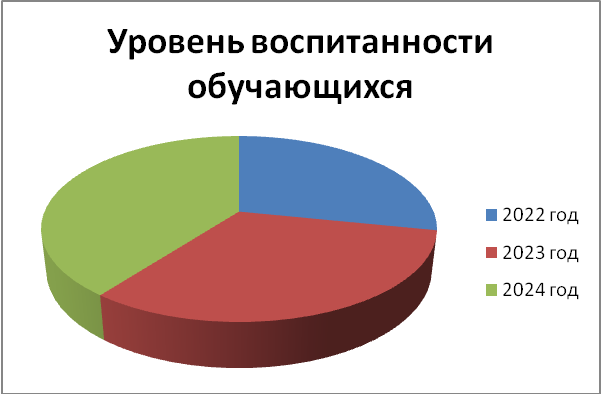 Уровень воспитанности
обучающихся
2022 год
2023 год
2024 год